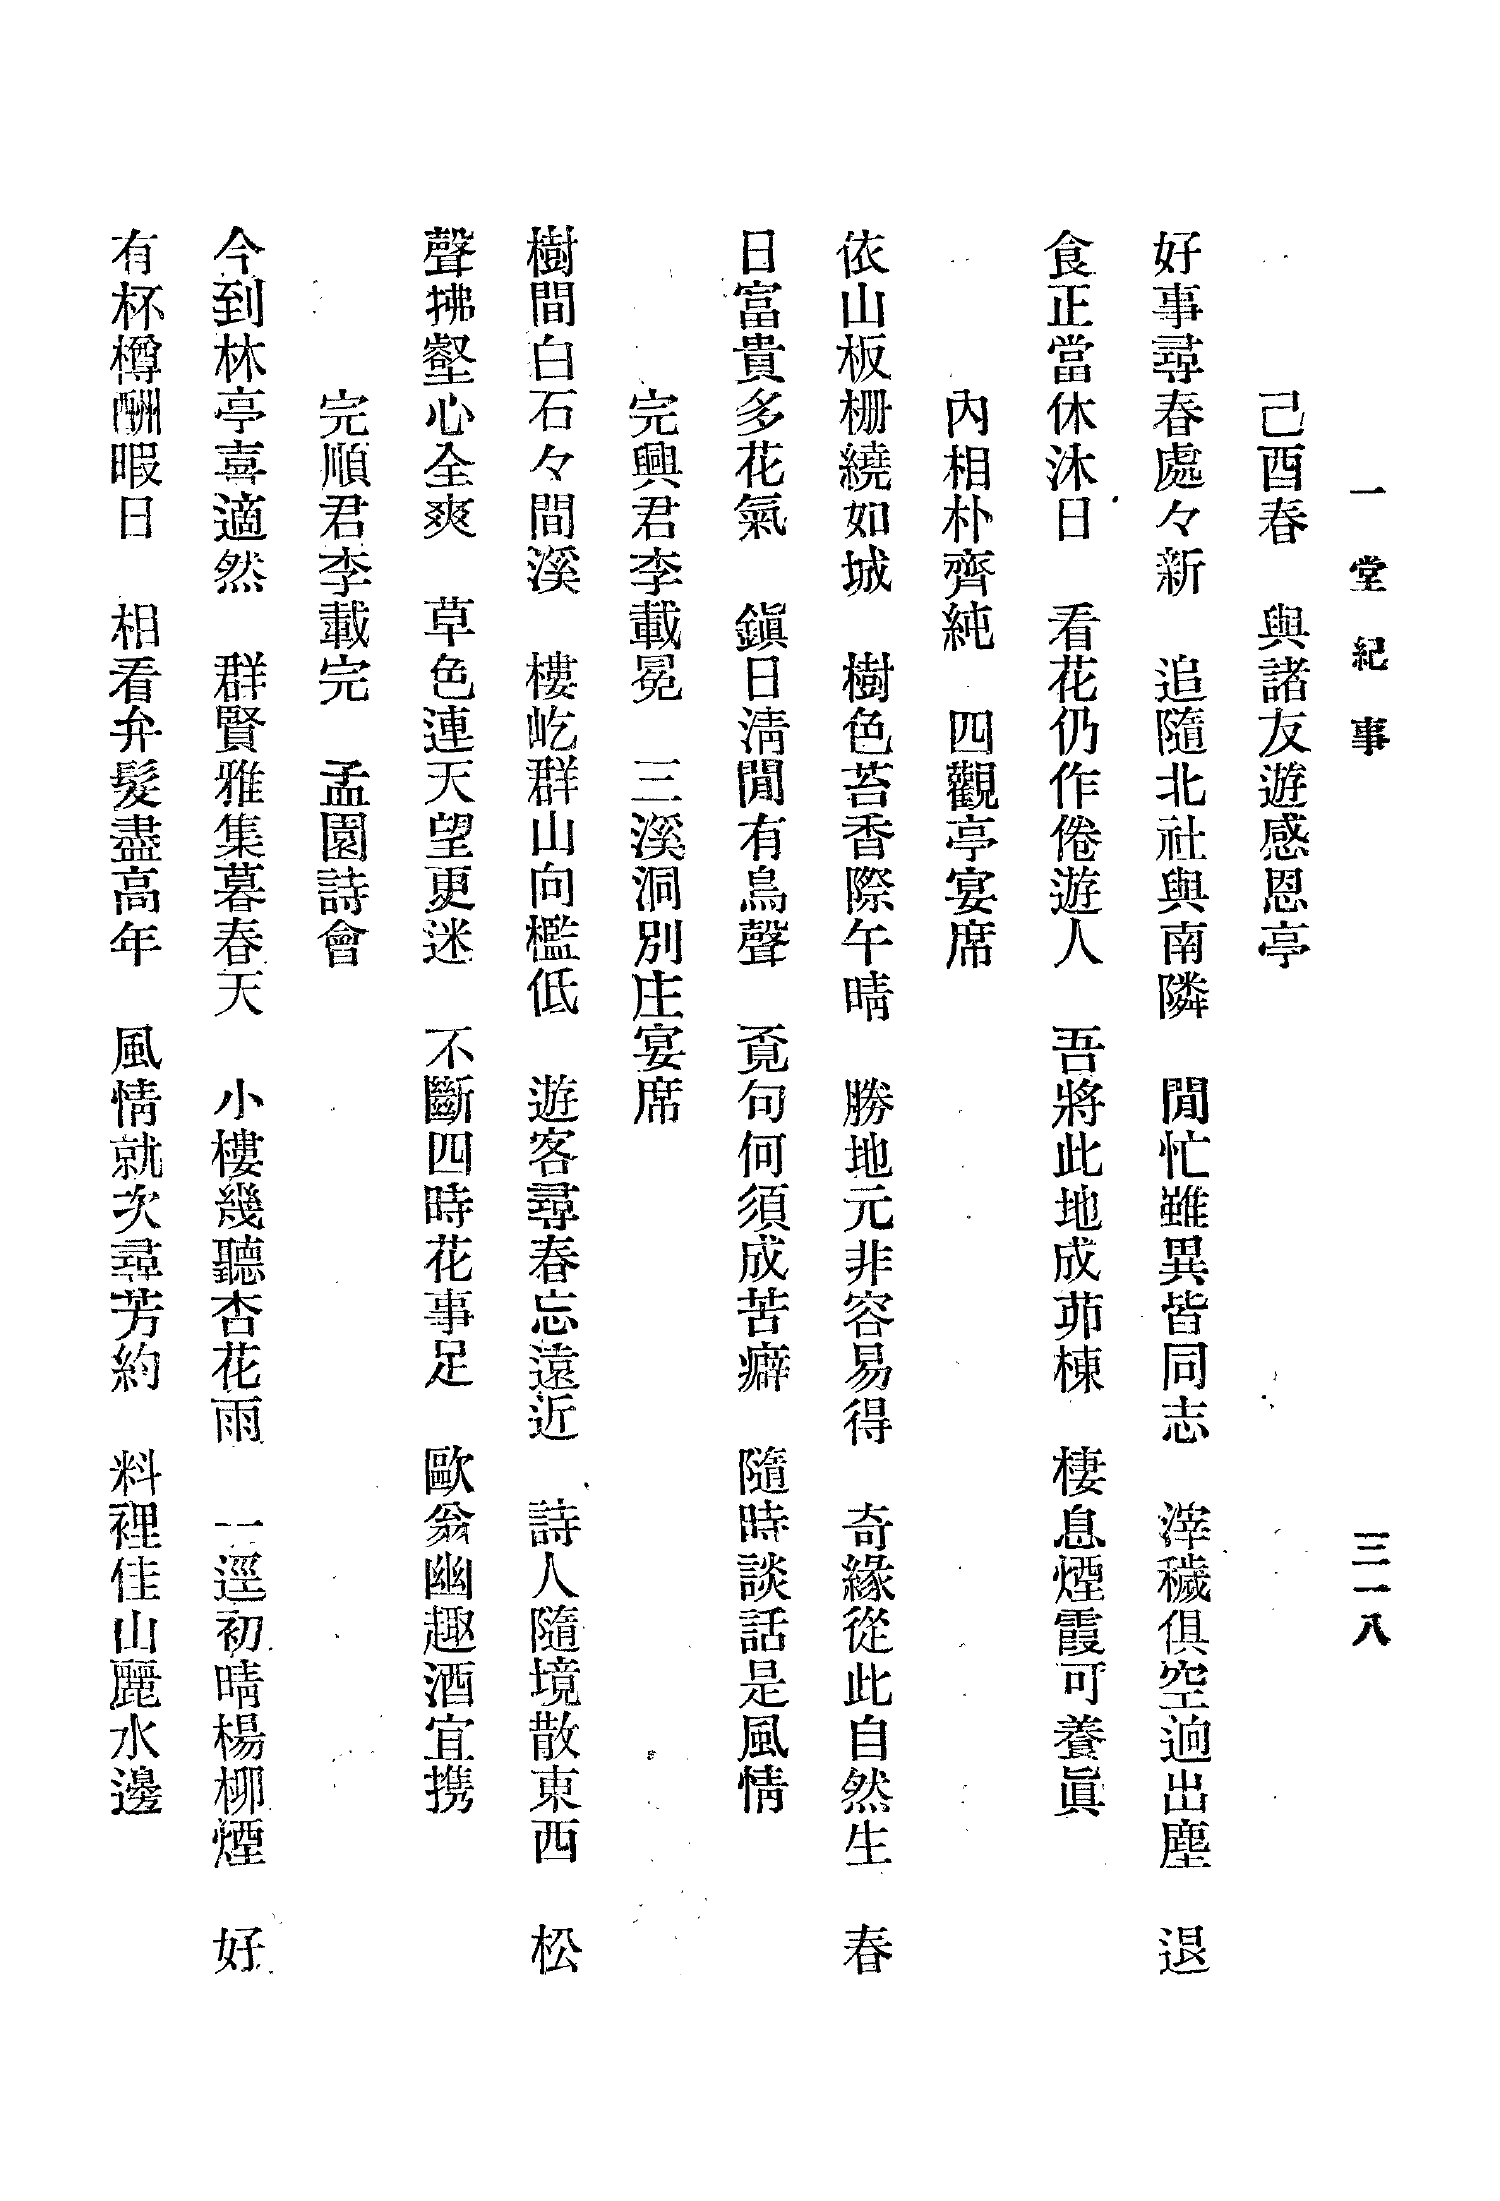 一堂紀事　三一八
己酉春　與諸友遊感恩亭
好事尋春處々新　追隨北社與南隣　閒忙雖異皆同志　滓穢俱空逈出塵　退
食正當休沐日　看花仍作倦遊人　吾將此地成茆棟　棲息煙霞可養眞
內相朴齊純　四觀亭宴席
依山板栅繞如城　樹色苔香際午晴　勝地元非容易得　奇緣從此自然生　春
日富貴多花氣　鎭日淸閒有鳥聲　覓句何須成苦癖　隨時談話是風情
完興君李載冕　三溪洞別庄宴席
樹間白石々間溪　樓屹群山向檻低　遊客尋春忘遠近　詩人隨境散東西　松
聲拂壑心全爽　草色連天望更迷　不斷四時花事足　歐翁幽趣酒宜携
完順君李載完　孟園詩會
今到林亭喜適然　群賢雅集暮春天　小樓幾聽杏花雨　一逕初晴楊柳煙　好
有杯樽酬暇日　相看弁髮盡高年　風情就次尋芳約　料裡佳山麗水邊